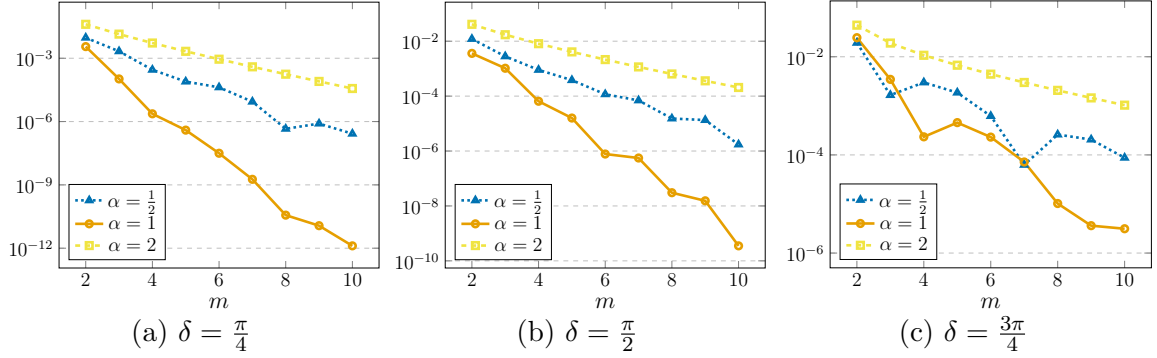 10^{-3}
10^{-6}
10^{-9}
10^{-12}
α = 1/2
α = 1
α = 2
2 4 6 8 10
m
(a) δ = π/4
10^{-2}
10^{-4}
10^{-6}
10^{-8}
10^{-10}
α = 1/2
α = 1
α = 2
2 4 6 8 10
m
(b) δ = π/2
10^{-2}
10^{-4}
10^{-6}
α = 1/2
α = 1
α = 2
2 4 6 8 10
m
(c) δ = 3π/4